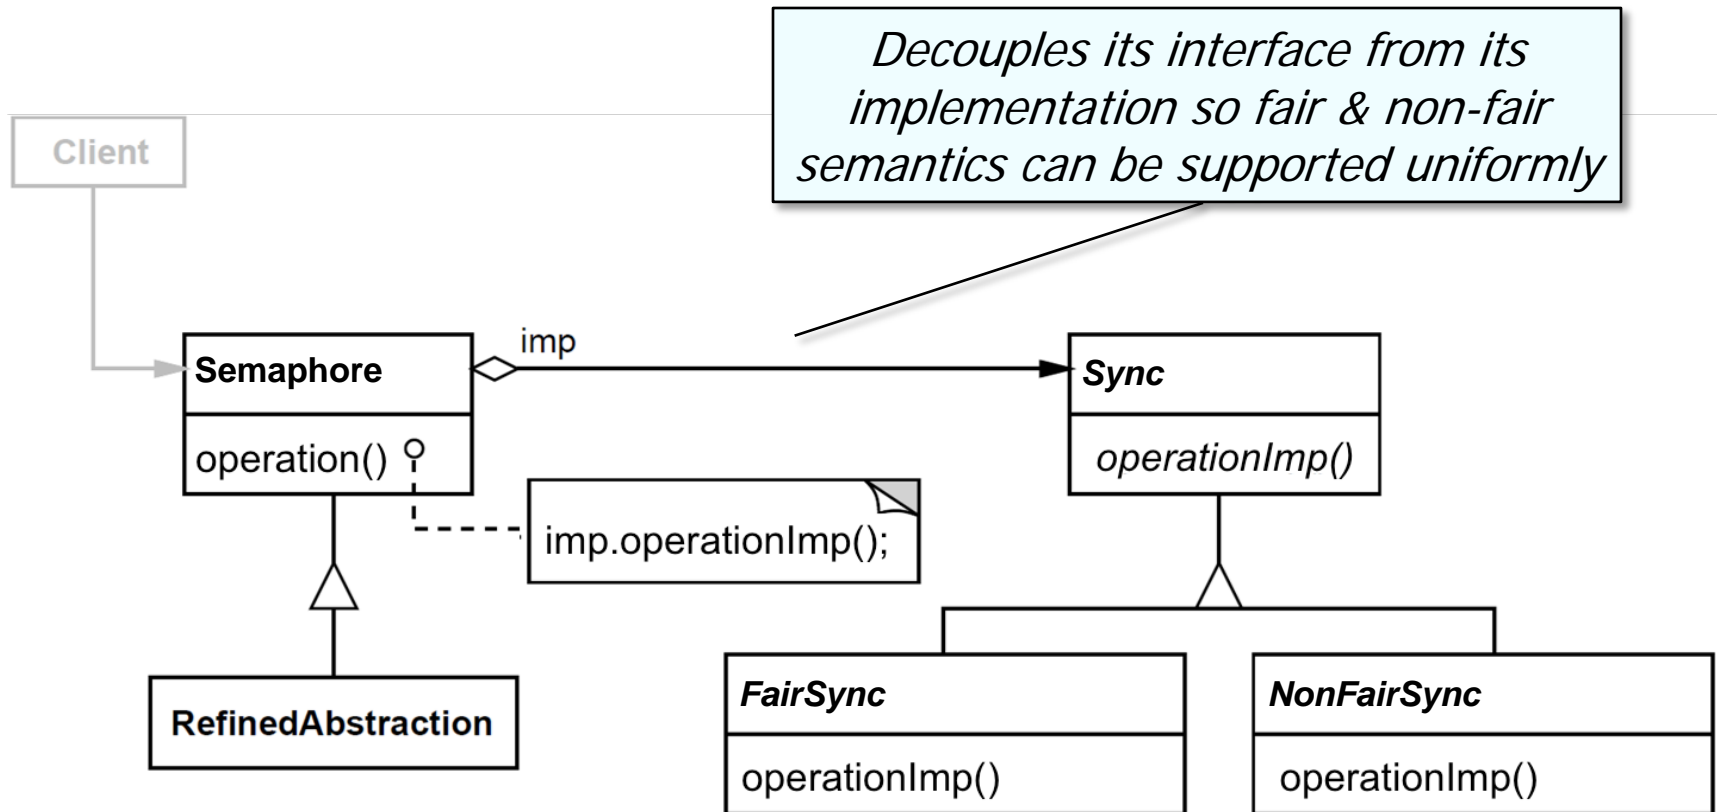 Decouples its interface from its
implementation so fair & non-fair
semantics can be supported uniformly
Client
imp
Semaphore
Sync
operation()
operationImp()
imp.operationImp();
RefinedAbstraction
FairSync
NonFairSync
operationImp()
operationImp()